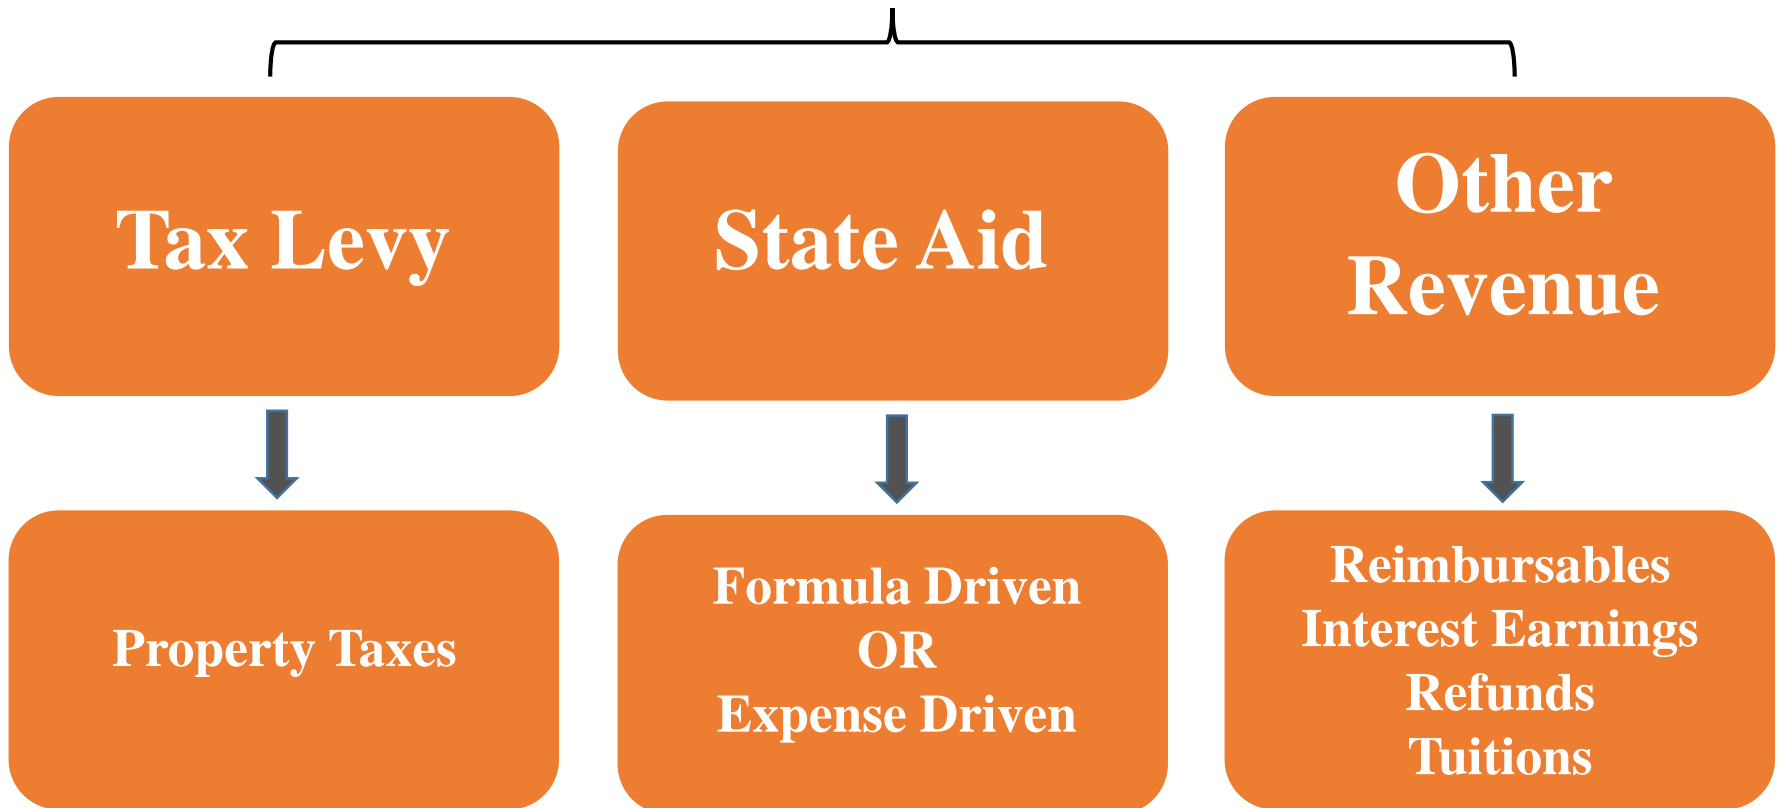 Tax Levy
State Aid
Other
Revenue
Property Taxes
Formula Driven
OR
Expense Driven
Reimbursables
Interest Earnings
Refunds
Tuitions